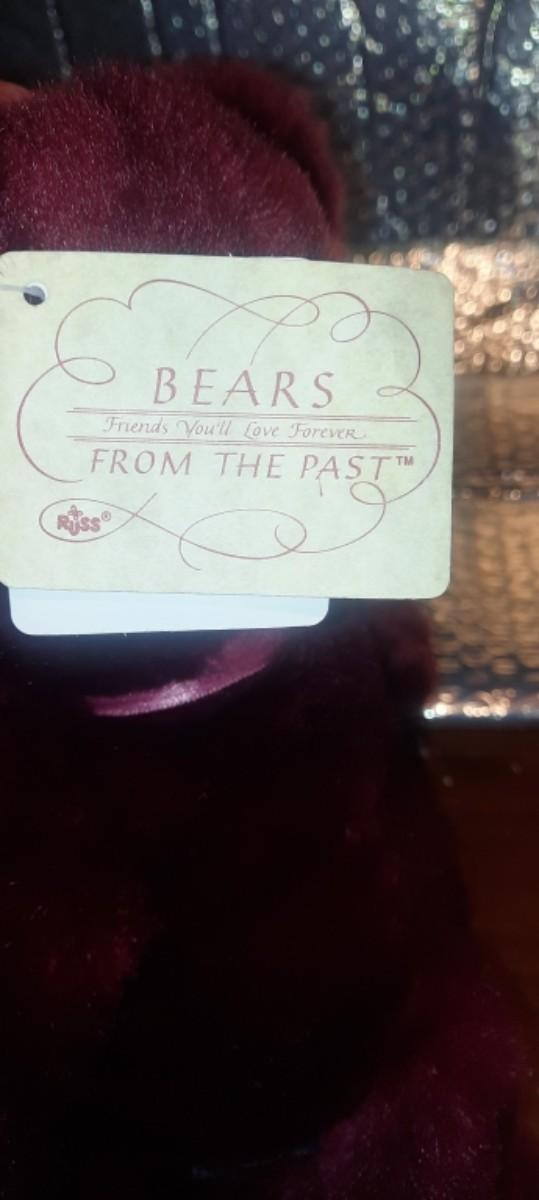 BEARS
Friends You'll Love Forever
FROM THE PAST™
RUSS®